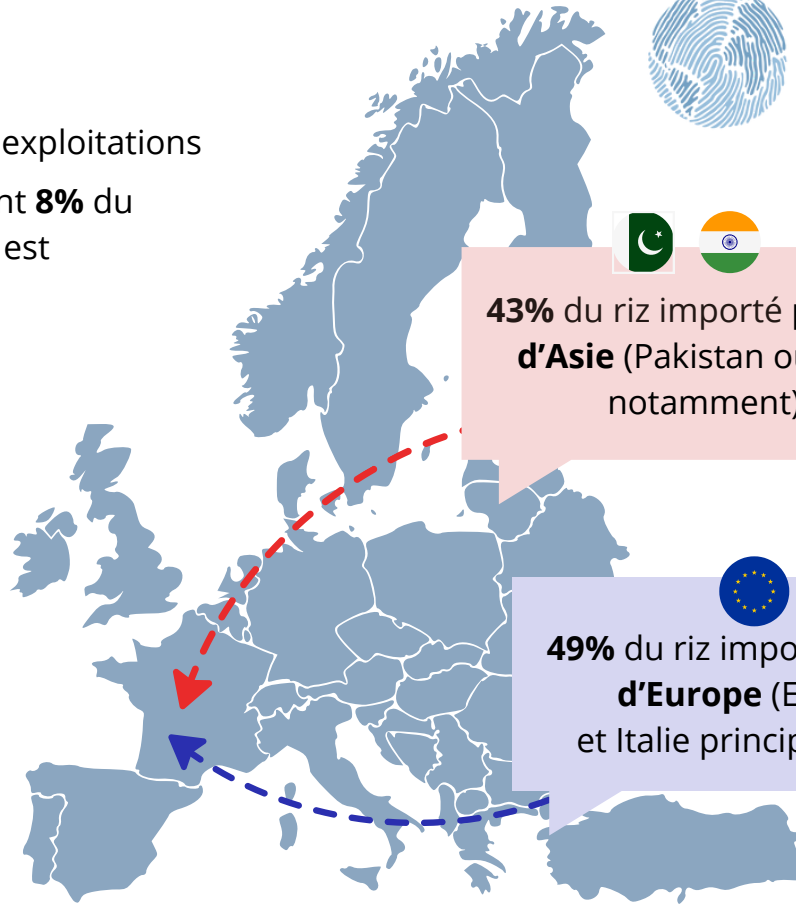 exploitations
nt 8% du
est
43% du riz importé p
d'Asie (Pakistan ou
notamment)
49% du riz impo
d'Europe (E
et Italie princip